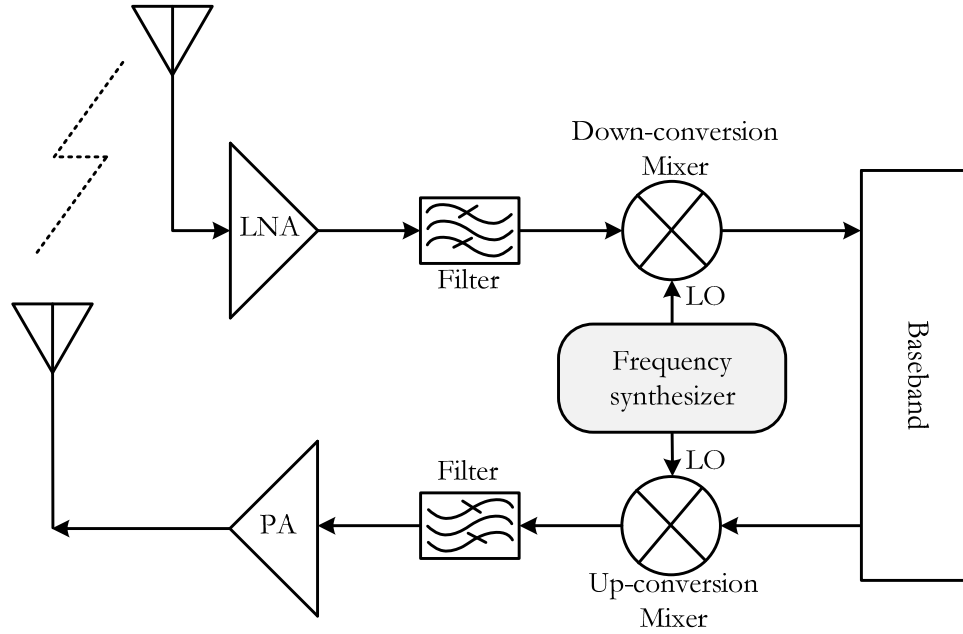 Down-conversion
Mixer
LNA
Filter
LO
Frequency
synthesizer
Baseband
LO
Filter
PA
Up-conversion
Mixer